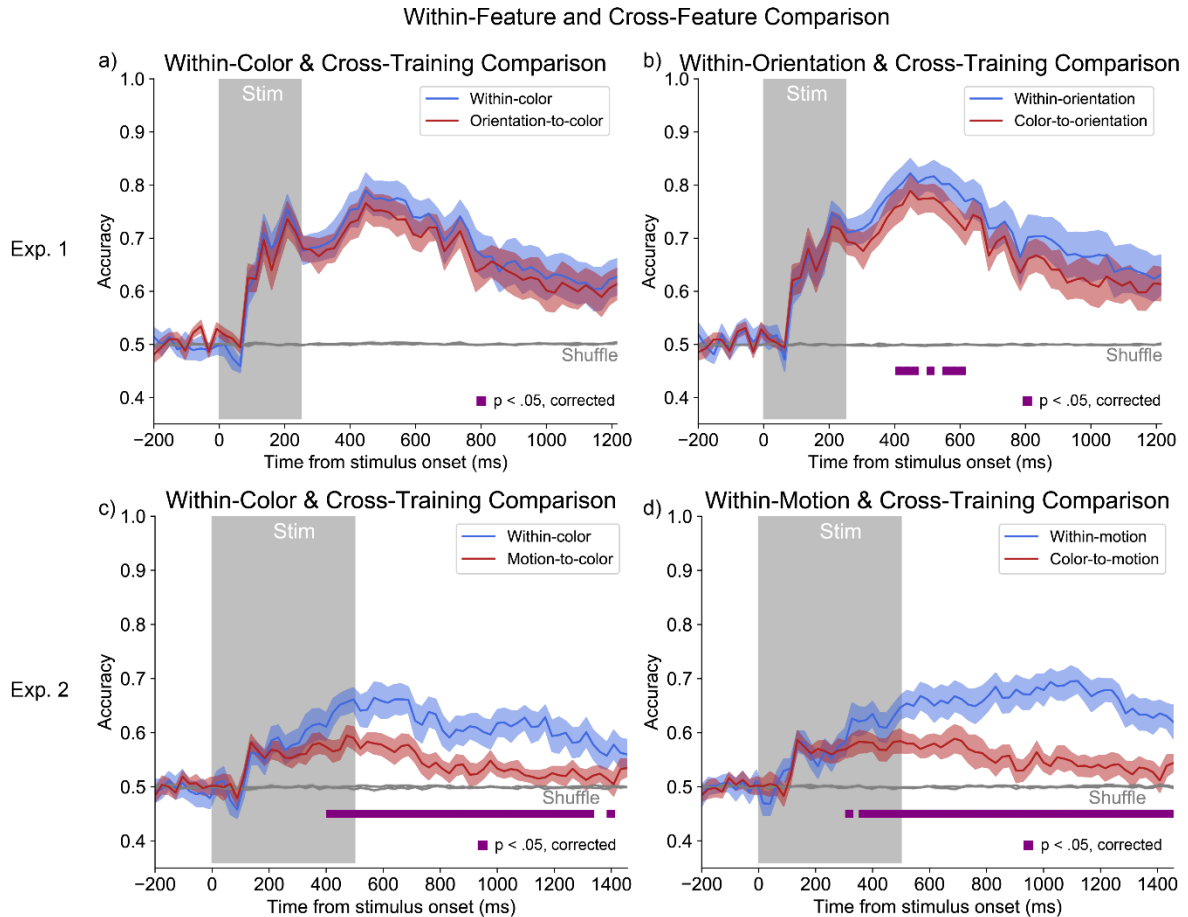 Within-Feature and Cross-Feature Comparison
a)
Within-Color & Cross-Training Comparison
Stim
Within-color
Orientation-to-color
1.0
0.9
0.8
0.7
0.6
0.5
0.4
Accuracy
Exp. 1
Shuffle
p < .05, corrected
−200 0 200 400 600 800 1000 1200
Time from stimulus onset (ms)
b)
Within-Orientation & Cross-Training Comparison
Stim
Within-orientation
Color-to-orientation
1.0
0.9
0.8
0.7
0.6
0.5
0.4
Accuracy
Shuffle
p < .05, corrected
−200 0 200 400 600 800 1000 1200
Time from stimulus onset (ms)
c)
Within-Color & Cross-Training Comparison
Stim
Within-color
Motion-to-color
1.0
0.9
0.8
0.7
0.6
0.5
0.4
Accuracy
Exp. 2
Shuffle
p < .05, corrected
−200 0 200 400 600 800 1000 1200 1400
Time from stimulus onset (ms)
d)
Within-Motion & Cross-Training Comparison
Stim
Within-motion
Color-to-motion
1.0
0.9
0.8
0.7
0.6
0.5
0.4
Accuracy
Shuffle
p < .05, corrected
−200 0 200 400 600 800 1000 1200 1400
Time from stimulus onset (ms)